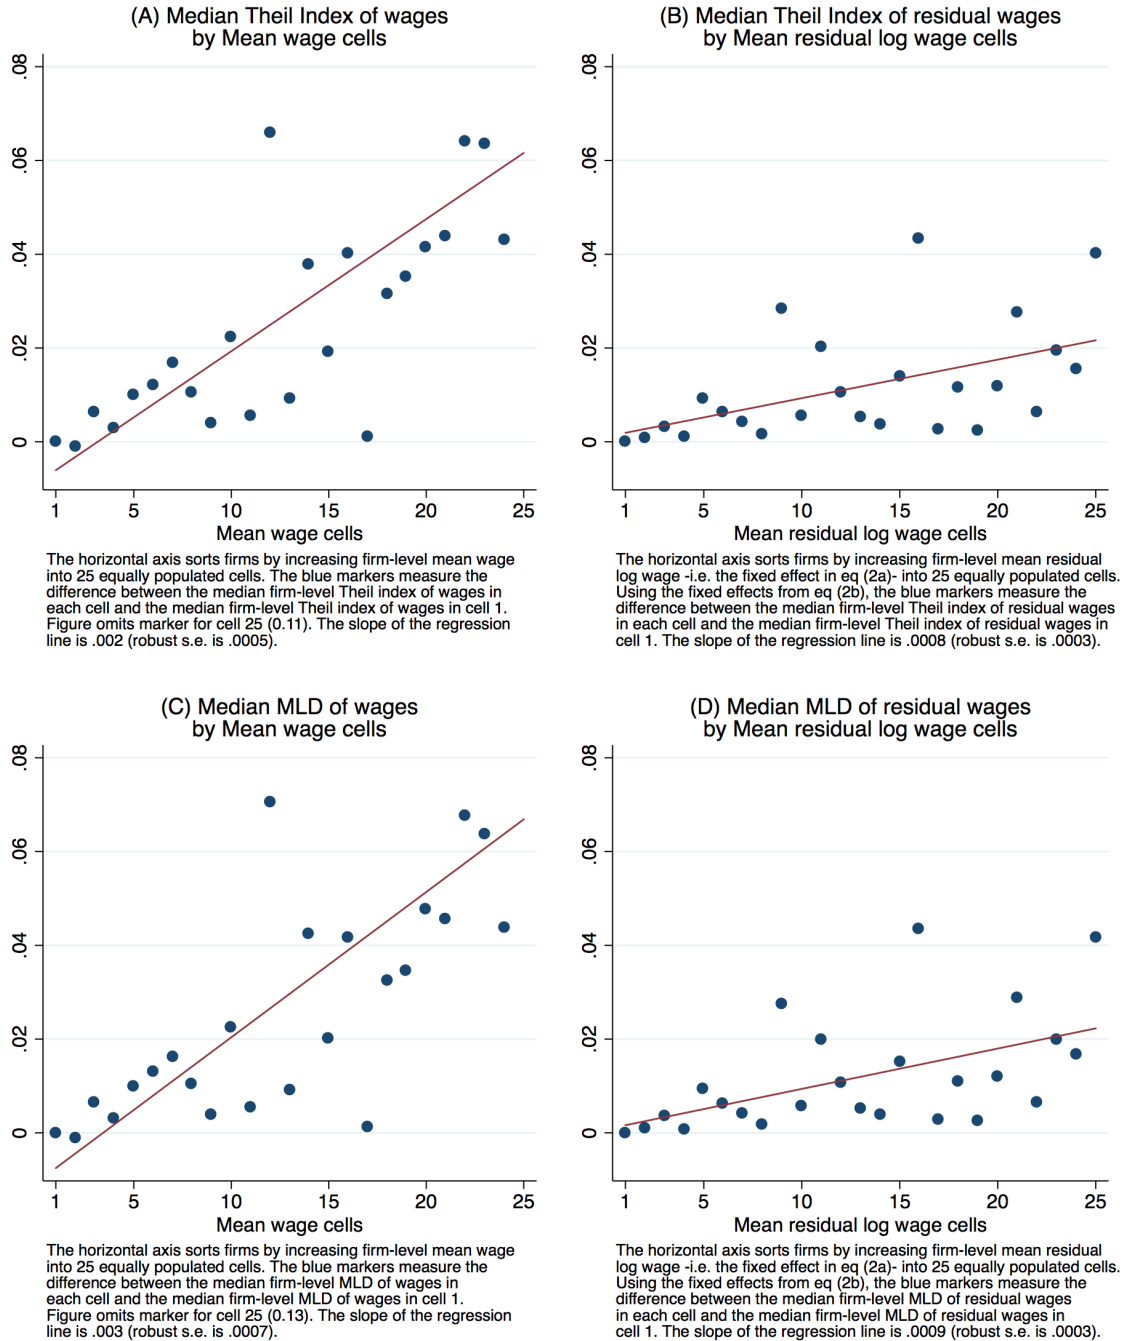 (A) Median Theil Index of wages
by Mean wage cells
.08
.06
.04
.02
0
1 5 10 15 20 25
Mean wage cells
The horizontal axis sorts firms by increasing firm-level mean wage
into 25 equally populated cells. The blue markers measure the
difference between the median firm-level Theil index of wages in
each cell and the median firm-level Theil index of wages in cell 1.
Figure omits marker for cell 25 (0.11). The slope of the regression
line is .002 (robust s.e. is .0005).
(B) Median Theil Index of residual wages
by Mean residual log wage cells
.08
.06
.04
.02
0
1 5 10 15 20 25
Mean residual log wage cells
The horizontal axis sorts firms by increasing firm-level mean residual
log wage -i.e. the fixed effect in eq (2a)- into 25 equally populated cells.
Using the fixed effects from eq (2b), the blue markers measure the
difference between the median firm-level Theil index of residual wages
in each cell and the median firm-level Theil index of residual wages in
cell 1. The slope of the regression line is .0008 (robust s.e. is .0003).
(C) Median MLD of wages
by Mean wage cells
.08
.06
.04
.02
0
1 5 10 15 20 25
Mean wage cells
The horizontal axis sorts firms by increasing firm-level mean wage
into 25 equally populated cells. The blue markers measure the
difference between the median firm-level MLD of wages in
each cell and the median firm-level MLD of wages in cell 1.
Figure omits marker for cell 25 (0.13). The slope of the regression
line is .003 (robust s.e. is .0007).
(D) Median MLD of residual wages
by Mean residual log wage cells
.08
.06
.04
.02
0
1 5 10 15 20 25
Mean residual log wage cells
The horizontal axis sorts firms by increasing firm-level mean residual
log wage -i.e. the fixed effect in eq (2a)- into 25 equally populated cells.
Using the fixed effects from eq (2b), the blue markers measure the
difference between the median firm-level MLD of residual wages
in each cell and the median firm-level MLD of residual wages in
cell 1. The slope of the regression line is .0009 (robust s.e. is .0003).